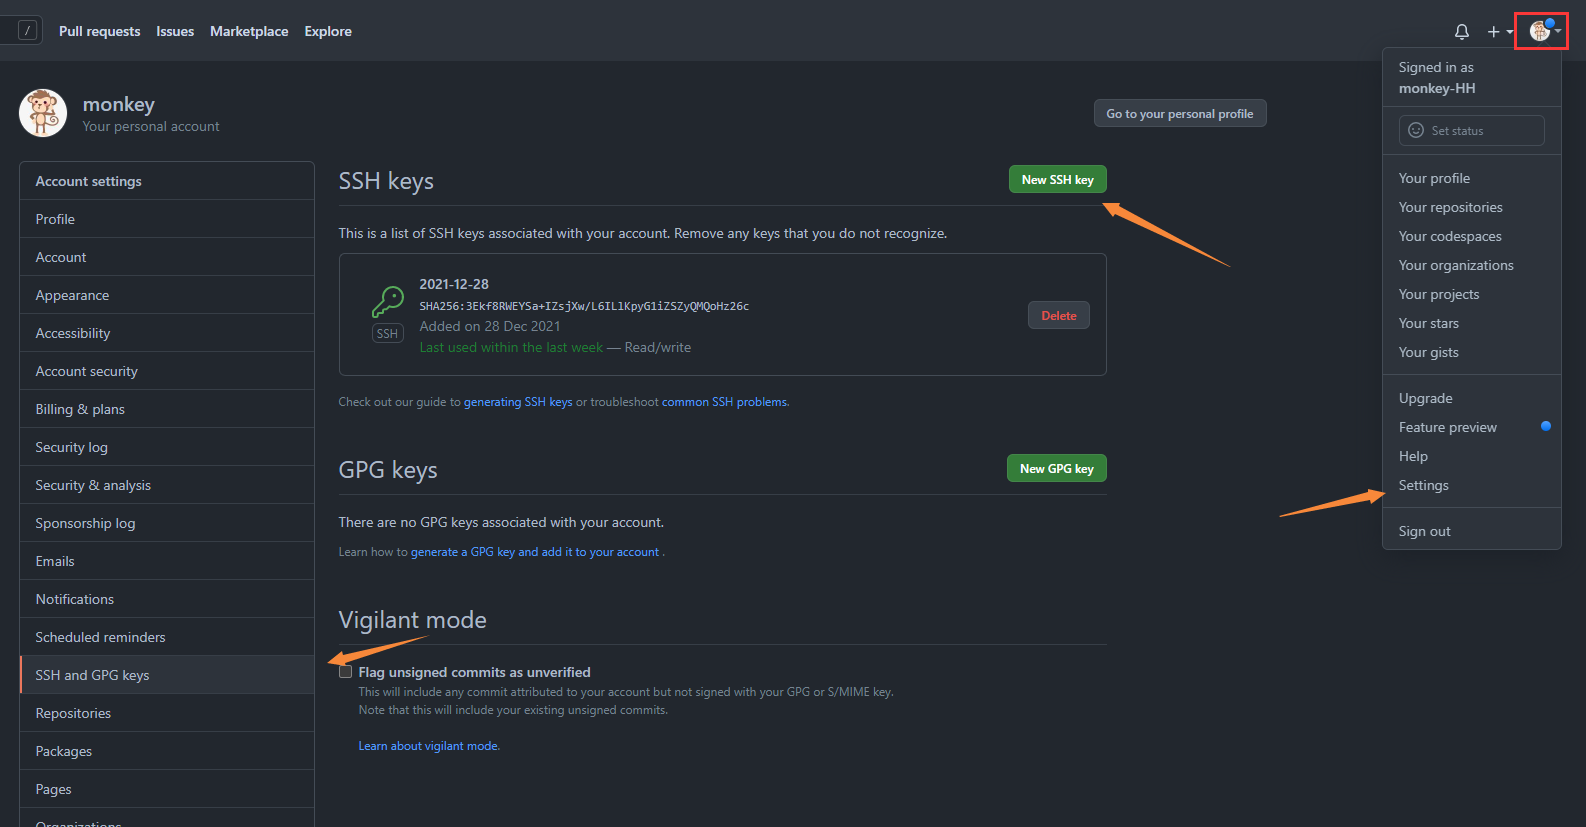 /
Pull requests
Issues
Marketplace
Explore
monkey
Your personal account
Go to your personal profile
Signed in as
monkey-HH
Set status
Your profile
Your repositories
Your codespaces
Your organizations
Your projects
Your stars
Your gists
Upgrade
Feature preview
Help
Settings
Sign out
Account settings
Profile
Account
Appearance
Accessibility
Account security
Billing & plans
Security log
Security & analysis
Sponsorship log
Emails
Notifications
Scheduled reminders
SSH and GPG keys
Repositories
Packages
Pages
Organizations
SSH keys
New SSH key
This is a list of SSH keys associated with your account. Remove any keys that you do not recognize.
2021-12-28
SHA256:3Ekf8RWEYSa+IZsjXw/L6IL1KpyG1iZSZyQMQoHz26c
SSH
Added on 28 Dec 2021
Last used within the last week — Read/write
Delete
Check out our guide to generating SSH keys or troubleshoot common SSH problems.
GPG keys
New GPG key
There are no GPG keys associated with your account.
Learn how to generate a GPG key and add it to your account .
Vigilant mode
Flag unsigned commits as unverified
This will include any commit attributed to your account but not signed with your GPG or S/MIME key.
Note that this will include your existing unsigned commits.
Learn about vigilant mode.